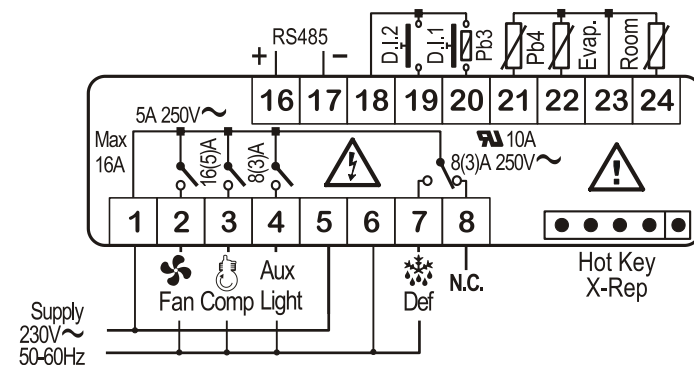 + RS485 −
D.I.2
D.I.1
Pb3
Pb4
Evap.
Room
16 17 18 19 20 21 22 23 24
5A 250V~
Max
16A
16(5)A
8(3)A
10A
8(3)A 250V~
1 2 3 4 5 6 7 8
Fan Comp Aux
Light
Def
N.C.
Hot Key
X-Rep
Supply
230V~
50-60Hz